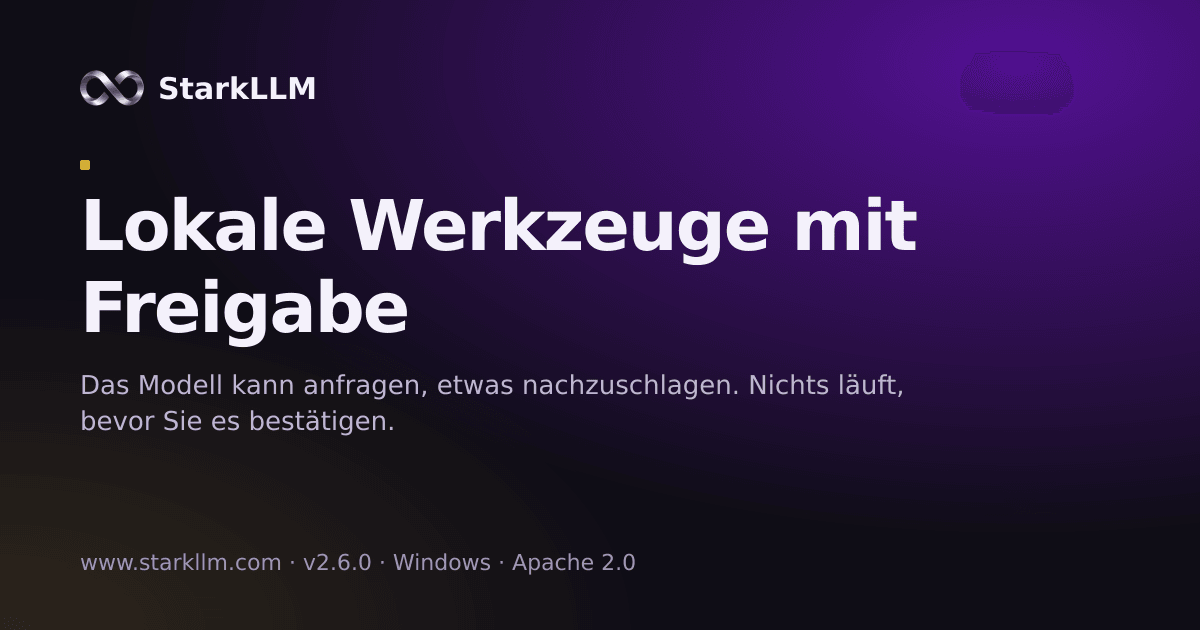 StarkLLM
Lokale Werkzeuge mit
Freigabe
Das Modell kann anfragen, etwas nachzuschlagen. Nichts läuft,
bevor Sie es bestätigen.
www.starkllm.com · v2.6.0 · Windows · Apache 2.0